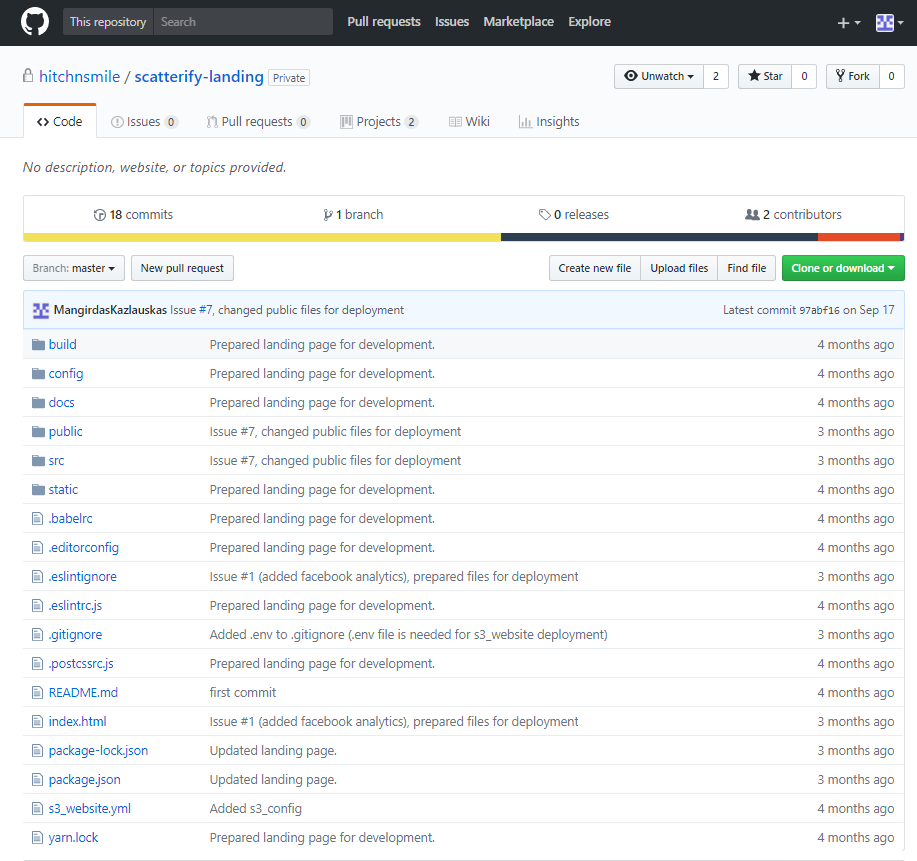 This repository Search Pull requests Issues Marketplace Explore
hitchnsmile / scatterify-landing Private Unwatch 2 Star 0 Fork 0
Code Issues 0 Pull requests 0 Projects 2 Wiki Insights
No description, website, or topics provided.
18 commits 1 branch 0 releases 2 contributors
Branch: master New pull request Create new file Upload files Find file Clone or download
MangirdasKazlauskas Issue #7, changed public files for deployment Latest commit 97abf16 on Sep 17
build Prepared landing page for development. 4 months ago
config Prepared landing page for development. 4 months ago
docs Prepared landing page for development. 4 months ago
public Issue #7, changed public files for deployment 3 months ago
src Issue #7, changed public files for deployment 3 months ago
static Prepared landing page for development. 4 months ago
.babelrc Prepared landing page for development. 4 months ago
.editorconfig Prepared landing page for development. 4 months ago
.eslintignore Issue #1 (added facebook analytics), prepared files for deployment 3 months ago
.eslintrc.js Prepared landing page for development. 4 months ago
.gitignore Added .env to .gitignore (.env file is needed for s3_website deployment) 3 months ago
.postcssrc.js Prepared landing page for development. 4 months ago
README.md first commit 4 months ago
index.html Issue #1 (added facebook analytics), prepared files for deployment 3 months ago
package-lock.json Updated landing page. 3 months ago
package.json Updated landing page. 3 months ago
s3_website.yml Added s3_config 4 months ago
yarn.lock Prepared landing page for development. 4 months ago